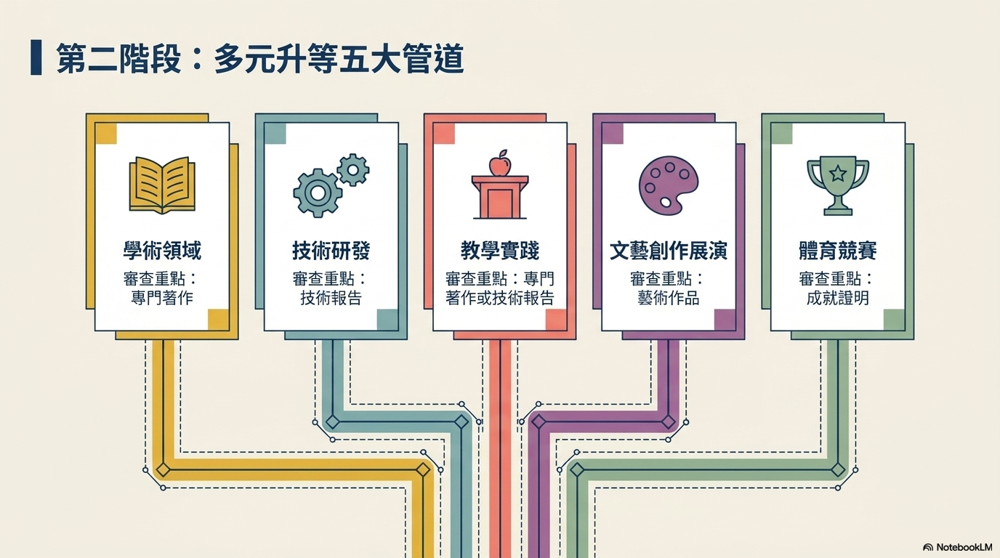 第二階段：多元升等五大管道
學術領域
審查重點：
專門著作
技術研發
審查重點：
技術報告
教學實踐
審查重點：專門
著作或技術報告
文藝創作展演
審查重點：
藝術作品
體育競賽
審查重點：
成就證明
NotebookLM